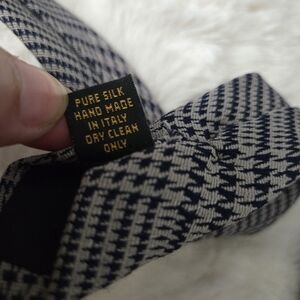 PURE SILK
HAND MADE
IN ITALY
DRY CLEAN
ONLY